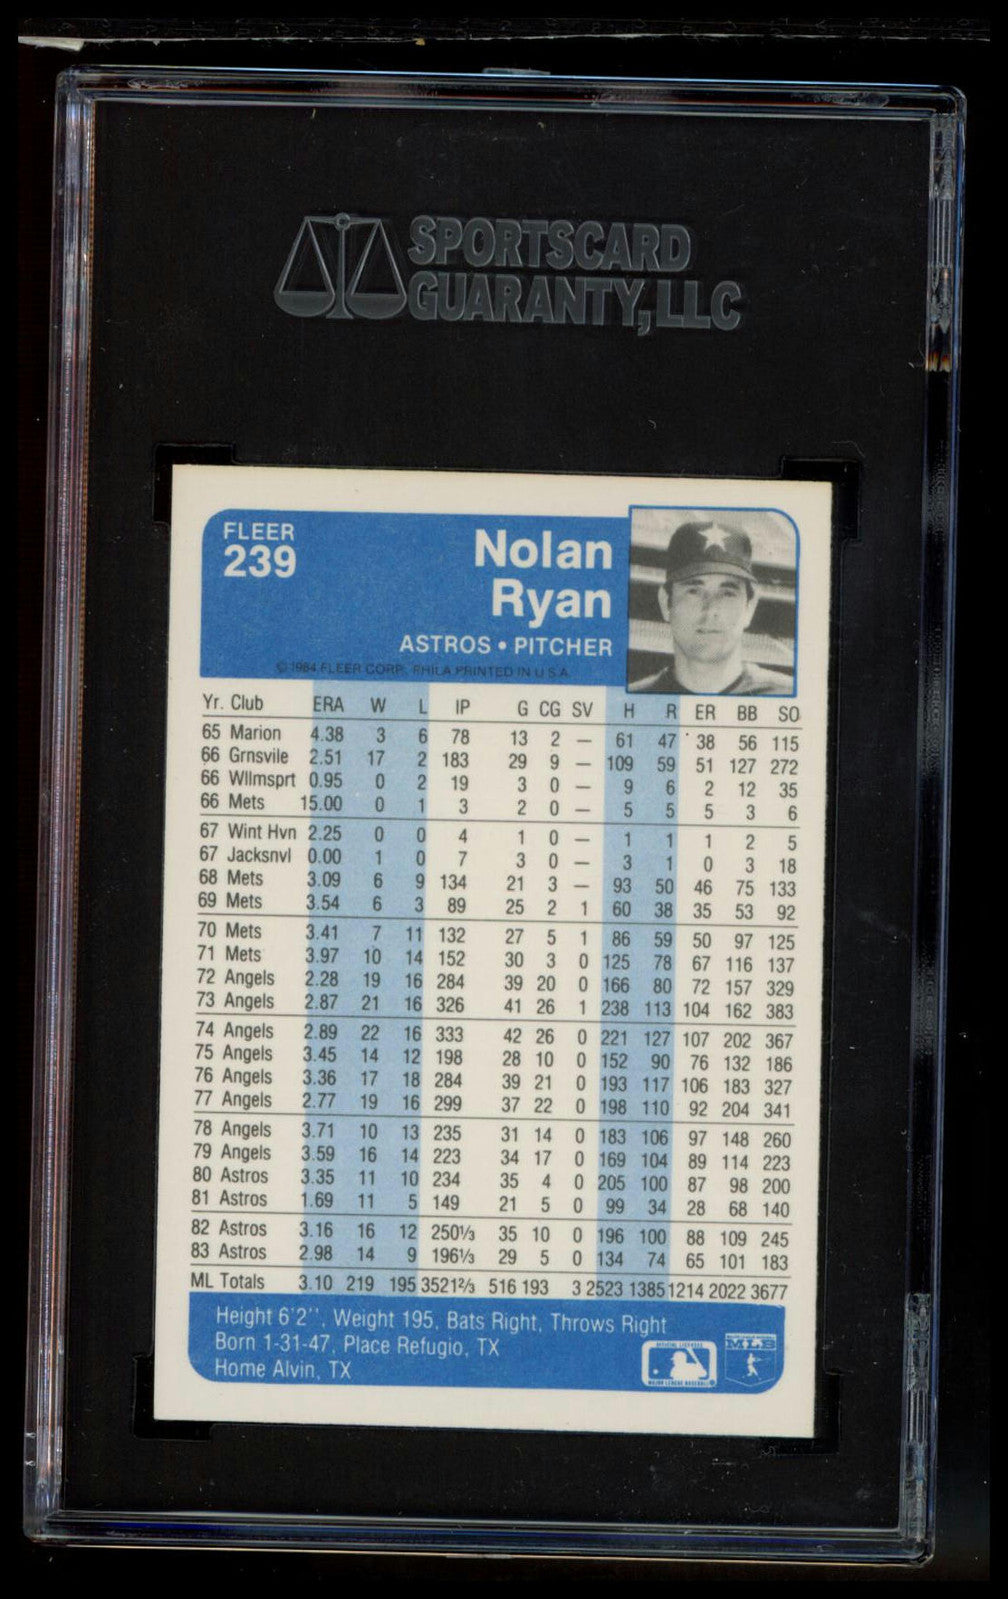 SPORTSCARD
GUARANTY, LLC
FLEER
239
Nolan
Ryan
ASTROS • PITCHER
© 1984 FLEER CORP. PHILA PRINTED IN U.S.A.
Yr. Club ERA W L IP G CG SV H R ER BB SO
65 Marion 4.38 3 6 78 13 2 — 61 47 38 56 115
66 Grnsville 2.51 17 2 183 29 9 — 109 59 51 127 272
66 Wllmsprt 0.95 0 2 19 3 0 — 9 6 2 12 35
66 Mets 15.00 0 1 3 2 0 — 5 5 5 3 6
67 Wint Hvn 2.25 0 0 4 1 0 — 1 1 1 2 5
67 Jacksnvl 0.00 1 0 7 3 0 — 3 1 0 3 18
68 Mets 3.09 6 9 134 21 3 — 93 50 46 75 133
69 Mets 3.54 6 3 89 25 2 1 60 38 35 53 92
70 Mets 3.41 7 11 132 27 5 1 86 59 50 97 125
71 Mets 3.97 10 14 152 30 3 0 125 78 67 116 137
72 Angels 2.28 19 16 284 39 20 0 166 80 72 157 329
73 Angels 2.87 21 16 326 41 26 1 238 113 104 162 383
74 Angels 2.89 22 16 333 42 26 0 221 127 107 202 367
75 Angels 3.45 14 12 198 28 10 0 152 90 76 132 186
76 Angels 3.36 17 18 284 39 21 0 193 117 106 183 327
77 Angels 2.77 19 16 299 37 22 0 198 110 92 204 341
78 Angels 3.71 10 13 235 31 14 0 183 106 97 148 260
79 Angels 3.59 16 14 223 34 17 0 169 104 89 114 223
80 Astros 3.35 11 10 234 35 4 0 205 100 87 98 200
81 Astros 1.69 11 5 149 21 5 0 99 34 28 68 140
82 Astros 3.16 16 12 250⅓ 35 10 0 196 100 88 109 245
83 Astros 2.98 14 9 196⅓ 29 5 0 134 74 65 101 183
ML Totals 3.10 219 195 3521⅔ 516 193 3 2523 1385 1214 2022 3677
Height 6'2'', Weight 195, Bats Right, Throws Right
Born 1-31-47, Place Refugio, TX
Home Alvin, TX
MAJOR LEAGUE BASEBALL